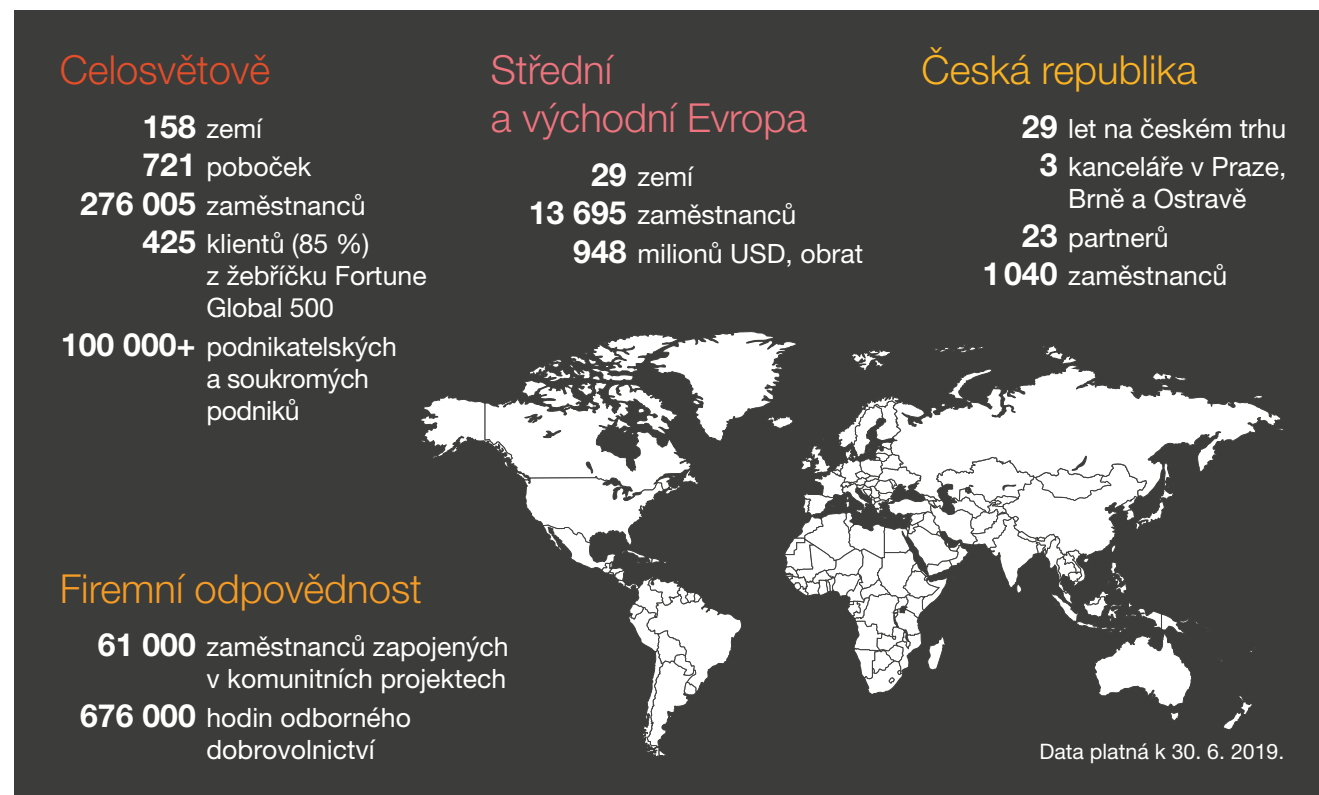 Celosvětově
158 zemí
721 poboček
276 005 zaměstnanců
425 klientů (85 %)
z žebříčku Fortune
Global 500
100 000+ podnikatelských
a soukromých
podniků
Střední
a východní Evropa
29 zemí
13 695 zaměstnanců
948 milionů USD, obrat
Česká republika
29 let na českém trhu
3 kanceláře v Praze,
Brně a Ostravě
23 partnerů
1 040 zaměstnanců
Firemní odpovědnost
61 000 zaměstnanců zapojených
v komunitních projektech
676 000 hodin odborného
dobrovolnictví
Data platná k 30. 6. 2019.